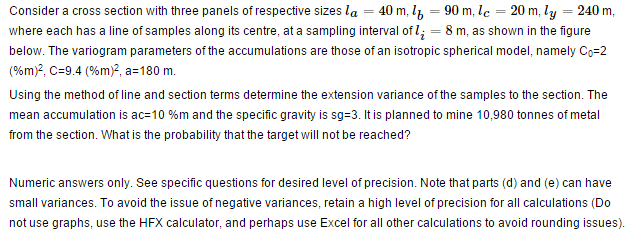 Consider a cross section with three panels of respective sizes lₐ = 40 m, l_b = 90 m, l_c = 20 m, l_y = 240 m,
where each has a line of samples along its centre, at a sampling interval of l_i = 8 m, as shown in the figure
below. The variogram parameters of the accumulations are those of an isotropic spherical model, namely C₀=2
(%m)², C=9.4 (%m)², a=180 m.
Using the method of line and section terms determine the extension variance of the samples to the section. The
mean accumulation is ac=10 %m and the specific gravity is sg=3. It is planned to mine 10,980 tonnes of metal
from the section. What is the probability that the target will not be reached?
Numeric answers only. See specific questions for desired level of precision. Note that parts (d) and (e) can have
small variances. To avoid the issue of negative variances, retain a high level of precision for all calculations (Do
not use graphs, use the HFX calculator, and perhaps use Excel for all other calculations to avoid rounding issues).